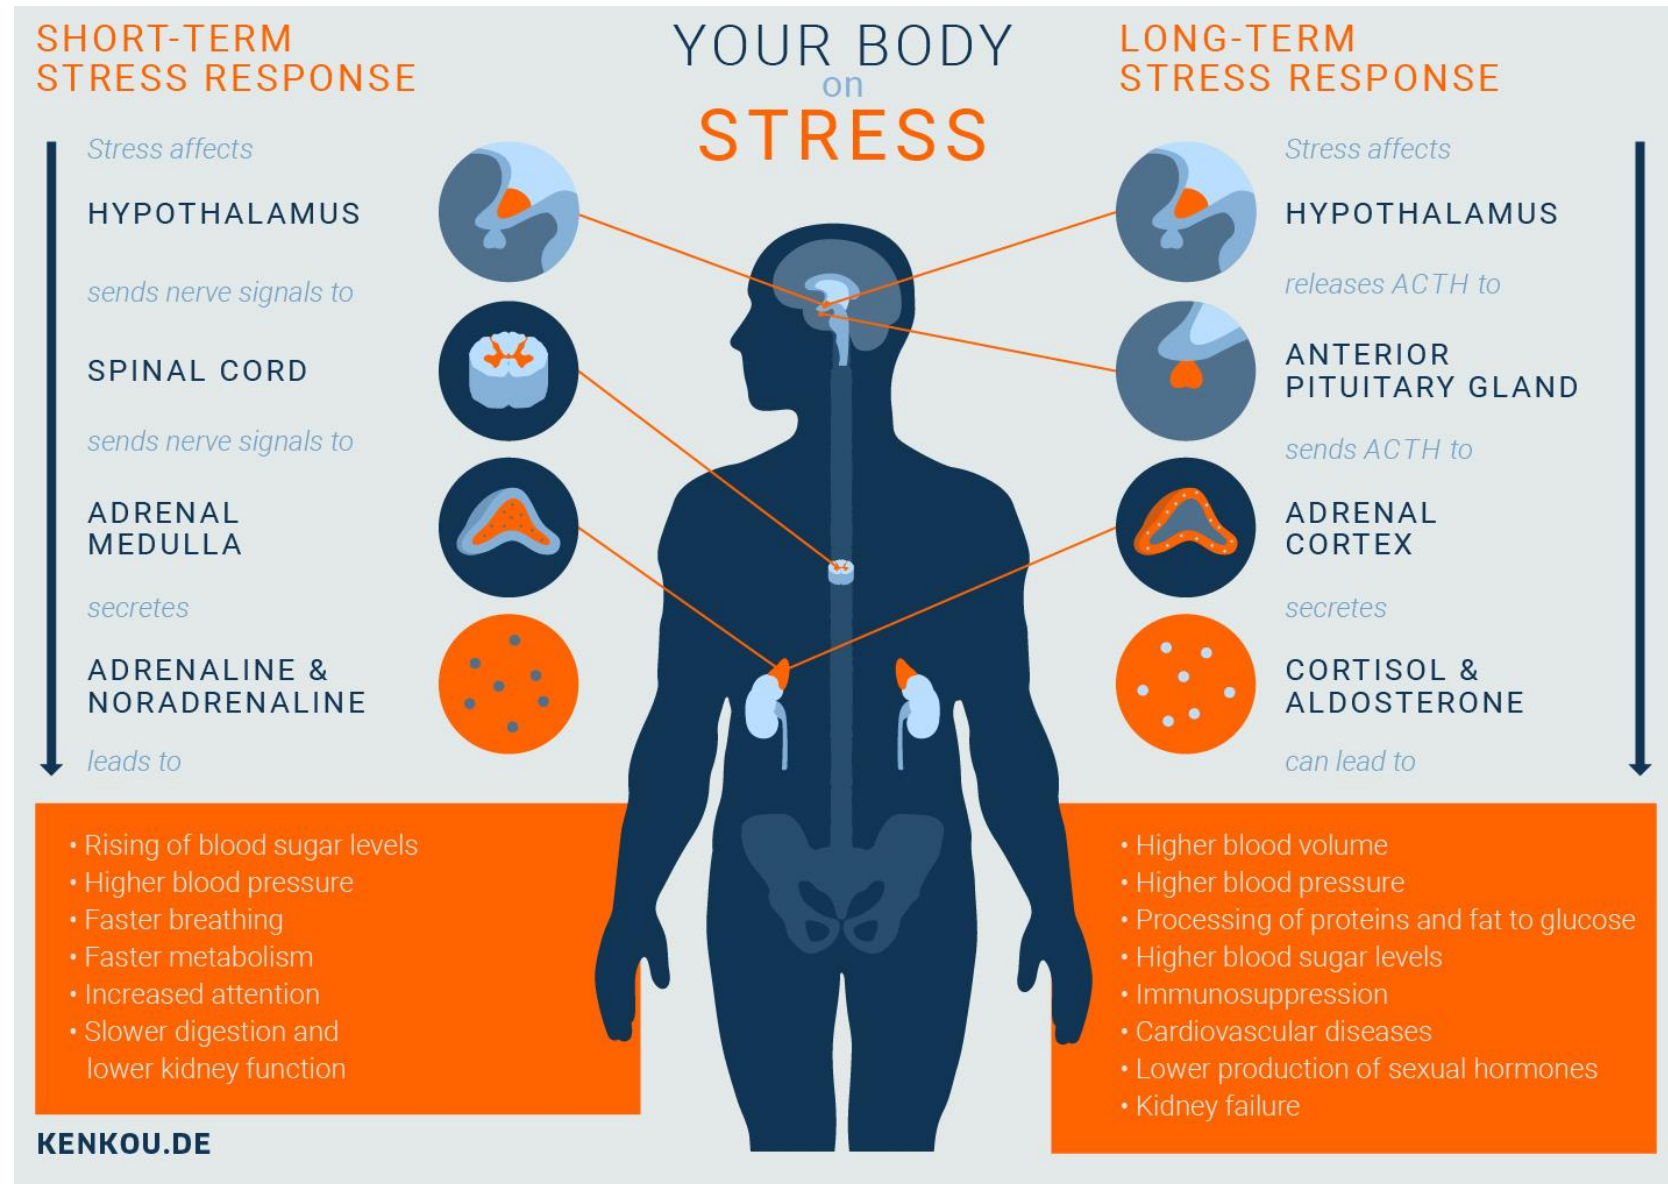 SHORT-TERM
STRESS RESPONSE
Stress affects
HYPOTHALAMUS
sends nerve signals to
SPINAL CORD
sends nerve signals to
ADRENAL
MEDULLA
secretes
ADRENALINE &
NORADRENALINE
leads to
• Rising of blood sugar levels
• Higher blood pressure
• Faster breathing
• Faster metabolism
• Increased attention
• Slower digestion and
lower kidney function
KENKOU.DE
YOUR BODY
on
STRESS
LONG-TERM
STRESS RESPONSE
Stress affects
HYPOTHALAMUS
releases ACTH to
ANTERIOR
PITUITARY GLAND
sends ACTH to
ADRENAL
CORTEX
secretes
CORTISOL &
ALDOSTERONE
can lead to
• Higher blood volume
• Higher blood pressure
• Processing of proteins and fat to glucose
• Higher blood sugar levels
• Immunosuppression
• Cardiovascular diseases
• Lower production of sexual hormones
• Kidney failure